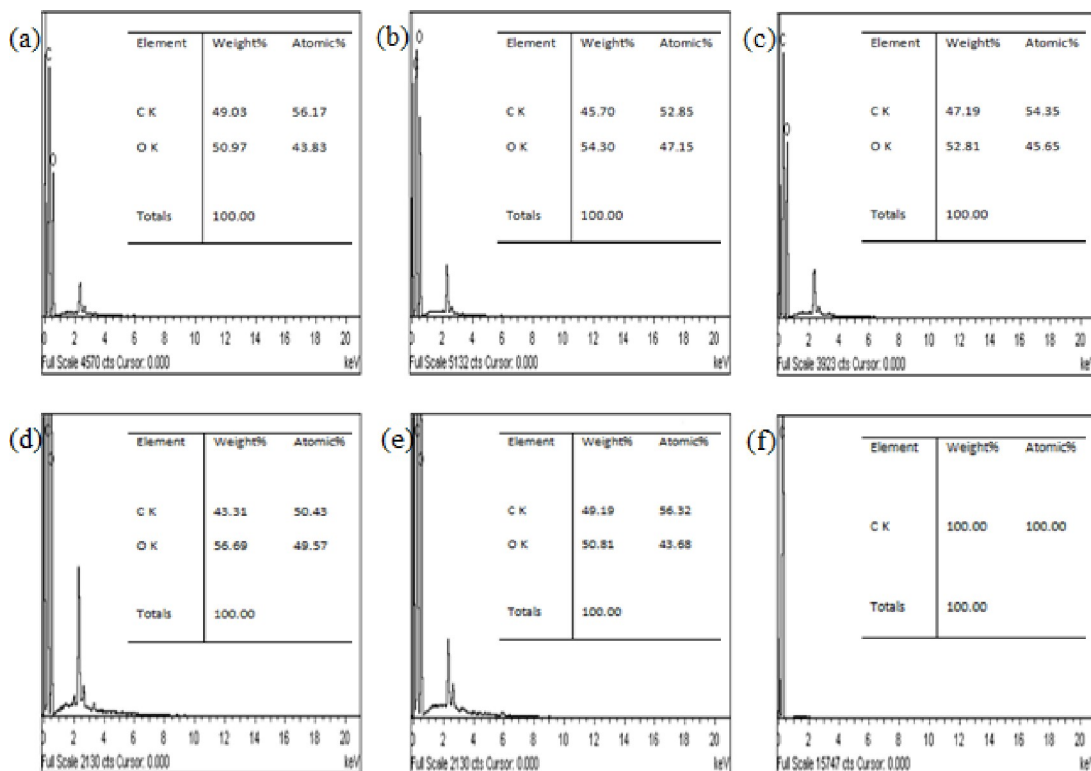 (a)
C
O
Element Weight% Atomic%
C K 49.03 56.17
O K 50.97 43.83
Totals 100.00
0 2 4 6 8 10 12 14 16 18 20
Full Scale 4570 cts Cursor: 0.000 keV
(b)
O
C
Element Weight% Atomic%
C K 45.70 52.85
O K 54.30 47.15
Totals 100.00
0 2 4 6 8 10 12 14 16 18 20
Full Scale 5132 cts Cursor: 0.000 keV
(c)
C
O
Element Weight% Atomic%
C K 47.19 54.35
O K 52.81 45.65
Totals 100.00
0 2 4 6 8 10 12 14 16 18 20
Full Scale 3923 cts Cursor: 0.000 keV
(d)
Element Weight% Atomic%
C K 43.31 50.43
O K 56.69 49.57
Totals 100.00
0 2 4 6 8 10 12 14 16 18 20
Full Scale 2130 cts Cursor: 0.000 keV
(e)
Element Weight% Atomic%
C K 49.19 56.32
O K 50.81 43.68
Totals 100.00
0 2 4 6 8 10 12 14 16 18 20
Full Scale 2130 cts Cursor: 0.000 keV
(f)
Element Weight% Atomic%
C K 100.00 100.00
Totals 100.00
0 2 4 6 8 10 12 14 16 18 20
Full Scale 15747 cts Cursor: 0.000 keV